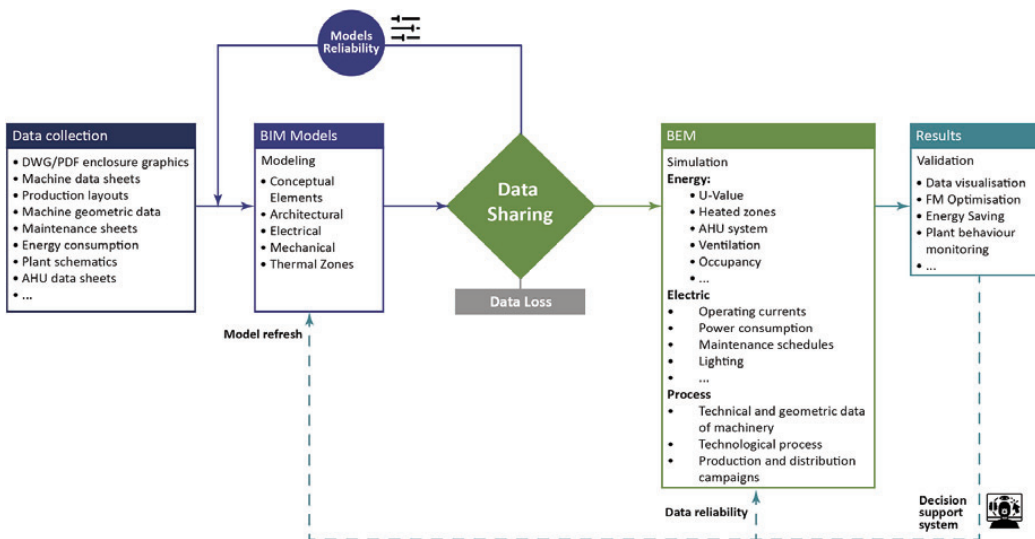 Models
Reliability
Data collection
• DWG/PDF enclosure graphics
• Machine data sheets
• Production layouts
• Machine geometric data
• Maintenance sheets
• Energy consumption
• Plant schematics
• AHU data sheets
• ...
BIM Models
Modeling
• Conceptual
Elements
• Architectural
• Electrical
• Mechanical
• Thermal Zones
Data
Sharing
Data Loss
BEM
Simulation
Energy:
• U-Value
• Heated zones
• AHU system
• Ventilation
• Occupancy
• ...
Electric
• Operating currents
• Power consumption
• Maintenance schedules
• Lighting
• ...
Process
• Technical and geometric data
of machinery
• Technological process
• Production and distribution
campaigns
Results
Validation
• Data visualisation
• FM Optimisation
• Energy Saving
• Plant behaviour
monitoring
• ...
Model refresh
Data reliability
Decision
support
system